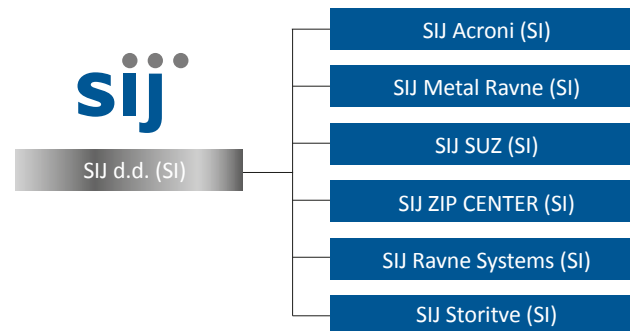 sij
SIJ d.d. (SI)
SIJ Acroni (SI)
SIJ Metal Ravne (SI)
SIJ SUZ (SI)
SIJ ZIP CENTER (SI)
SIJ Ravne Systems (SI)
SIJ Storitve (SI)